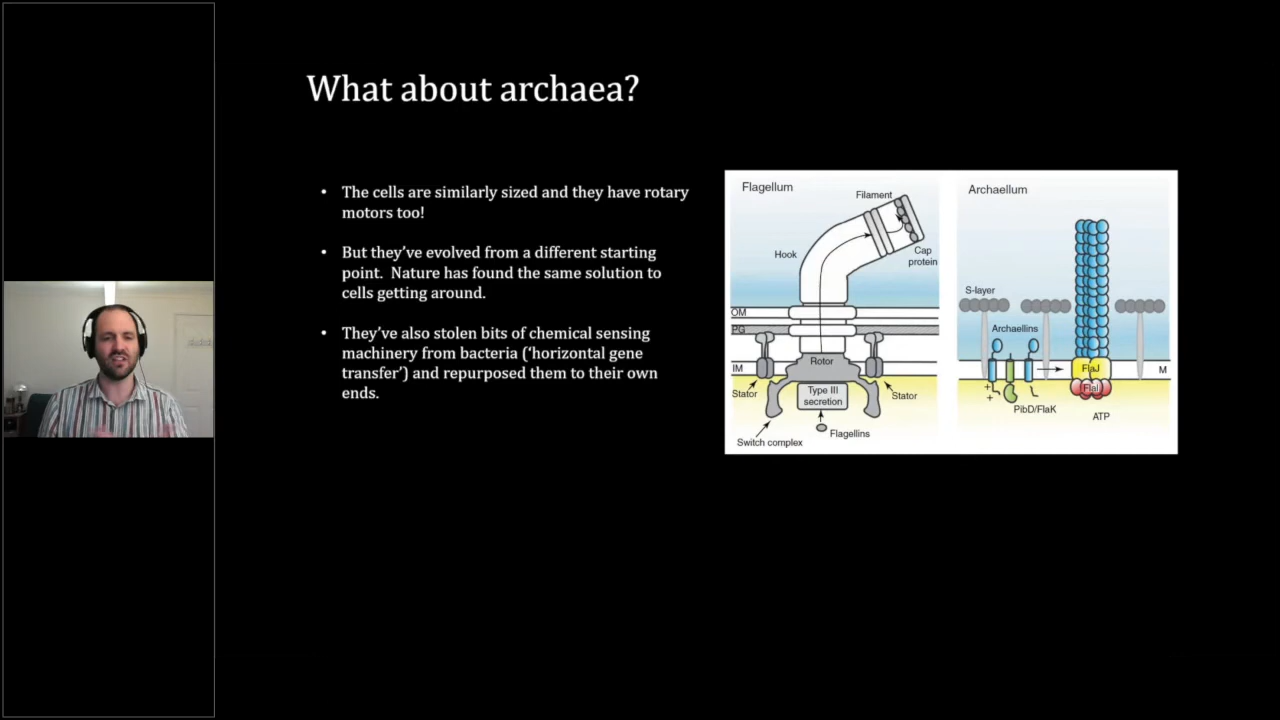 What about archaea?
• The cells are similarly sized and they have rotary
motors too!
• But they've evolved from a different starting
point.  Nature has found the same solution to
cells getting around.
• They've also stolen bits of chemical sensing
machinery from bacteria ('horizontal gene
transfer') and repurposed them to their own
ends.
Flagellum
Filament
Hook
Cap
protein
OM
PG
IM
Rotor
Stator
Stator
Type III
secretion
Flagellins
Switch complex
Archaellum
S-layer
Archaellins
FlaJ
M
FlaI
+
+
PibD/FlaK
ATP